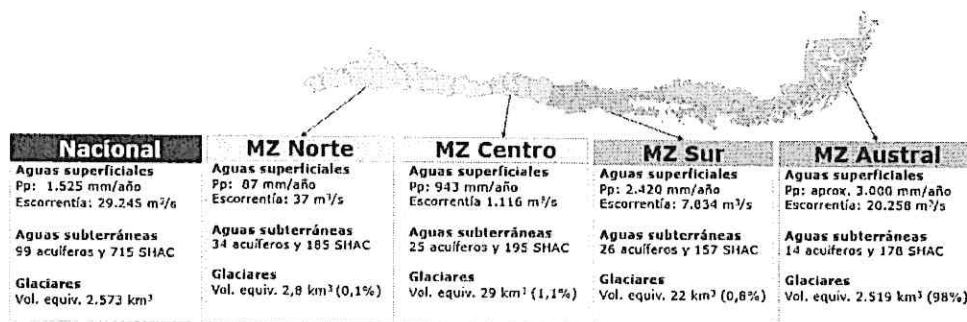 Nacional
Aguas superficiales
Pp: 1.525 mm/año
Escorrentía: 29.245 m³/s
Aguas subterráneas
99 acuíferos y 715 SHAC
Glaciares
Vol. equiv. 2.573 km³
MZ Norte
Aguas superficiales
Pp: 87 mm/año
Escorrentía: 37 m³/s
Aguas subterráneas
34 acuíferos y 185 SHAC
Glaciares
Vol. equiv. 2,8 km³ (0,1%)
MZ Centro
Aguas superficiales
Pp: 943 mm/año
Escorrentía 1.116 m³/s
Aguas subterráneas
25 acuíferos y 195 SHAC
Glaciares
Vol. equiv. 29 km³ (1,1%)
MZ Sur
Aguas superficiales
Pp: 2.420 mm/año
Escorrentía: 7.834 m³/s
Aguas subterráneas
26 acuíferos y 157 SHAC
Glaciares
Vol. equiv. 22 km³ (0,8%)
MZ Austral
Aguas superficiales
Pp: aprox. 3.000 mm/año
Escorrentía: 20.258 m³/s
Aguas subterráneas
14 acuíferos y 178 SHAC
Glaciares
Vol. equiv. 2.519 km³ (98%)